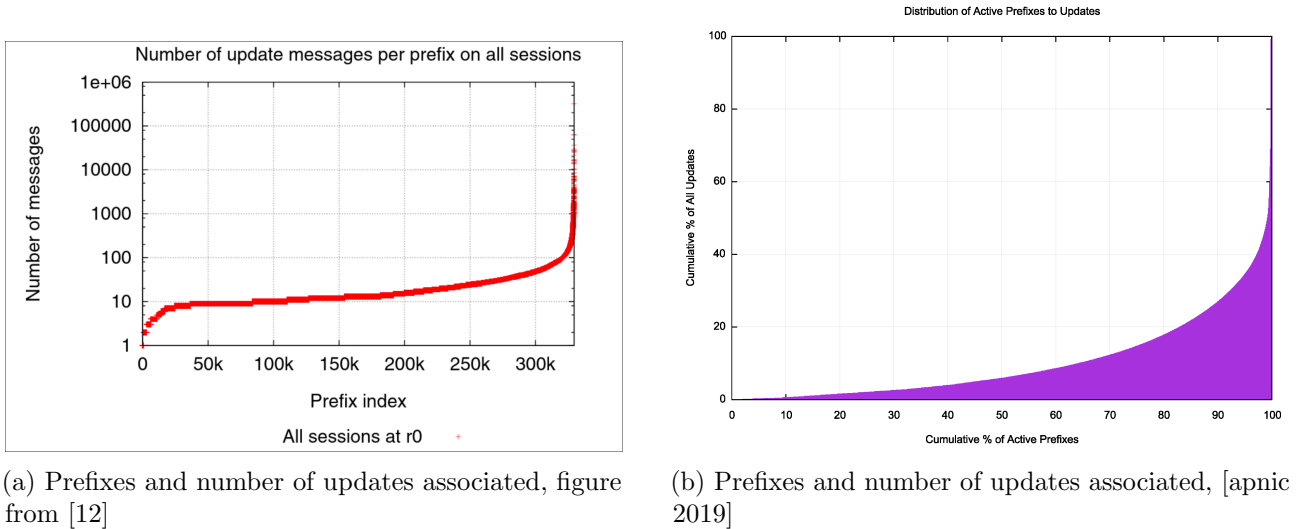 Number of update messages per prefix on all sessions
1e+06
100000
10000
1000
100
10
1
Number of messages
0 50k 100k 150k 200k 250k 300k
Prefix index
All sessions at r0
(a) Prefixes and number of updates associated, figure
from [12]
Distribution of Active Prefixes to Updates
100
80
60
40
20
0
Cumulative % of All Updates
0 10 20 30 40 50 60 70 80 90 100
Cumulative % of Active Prefixes
(b) Prefixes and number of updates associated, [apnic
2019]